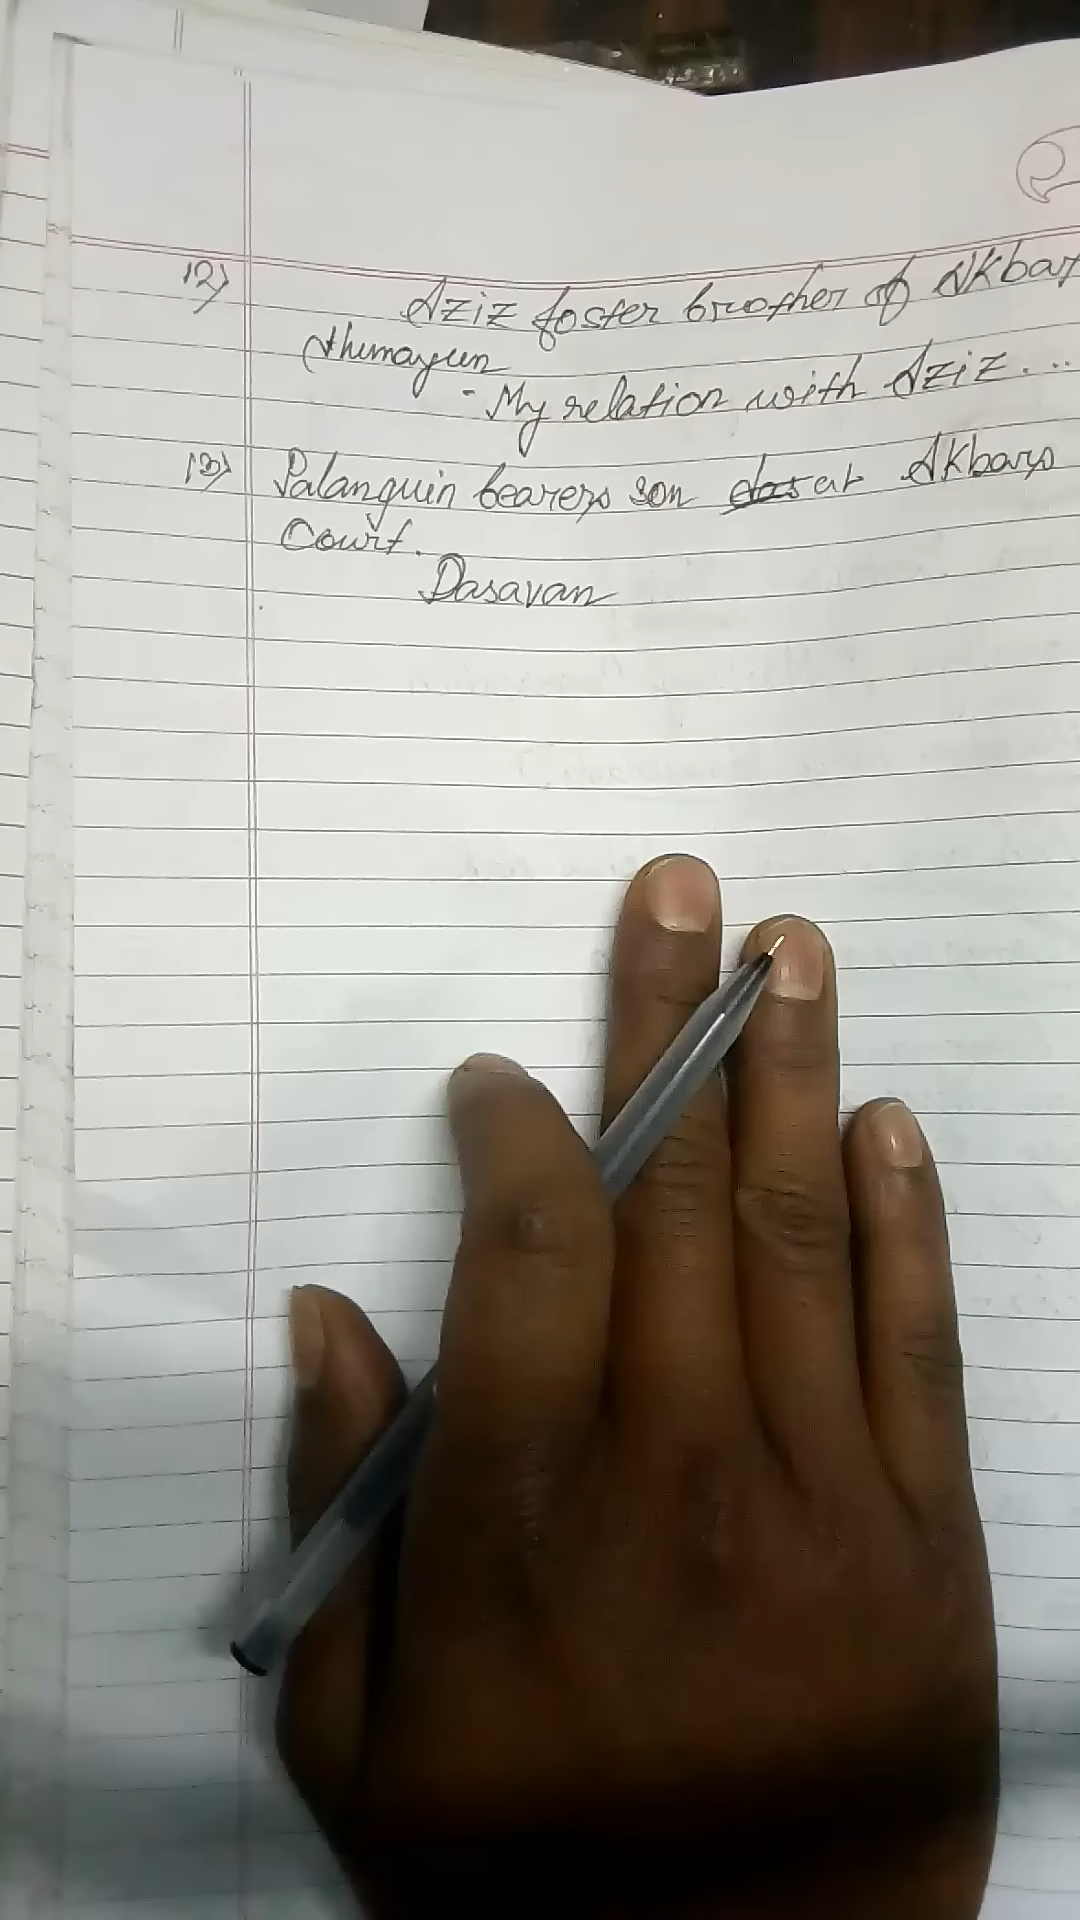 12) Aziz foster brother of Akbar
Humayun
- My relation with Aziz...
13) Palanquin bearers son at Akbars
Court.
Dasavan